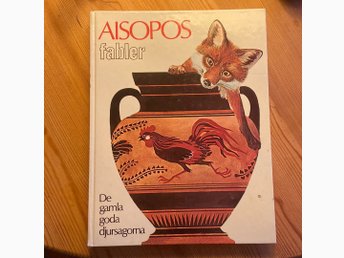 AISOPOS
fabler
De
gamla
goda
djursagorna